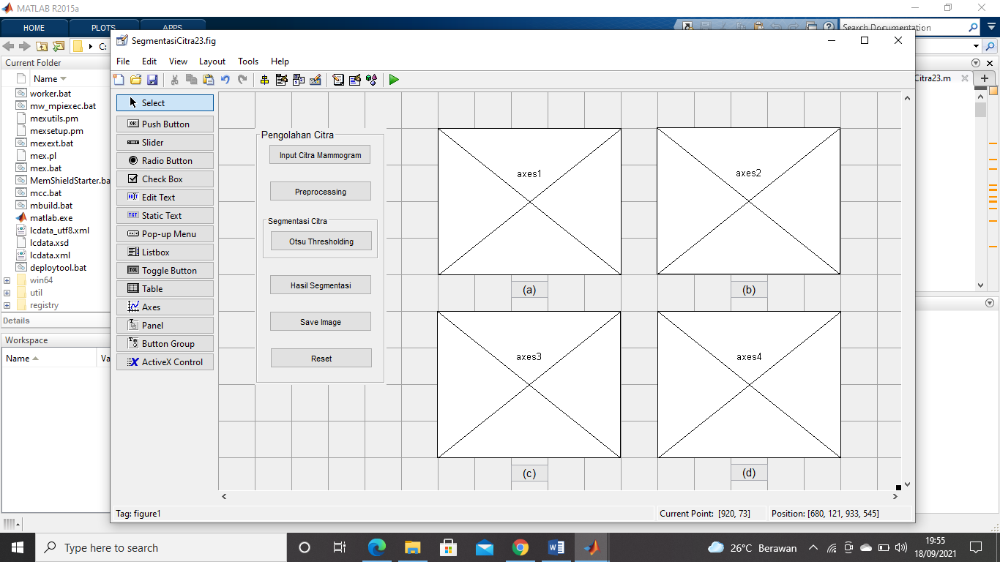 MATLAB R2015a
HOME
PLOTS
APPS
Search Documentation
C:
Current Folder
Name
worker.bat
mw_mpiexec.bat
mexutils.pm
mexsetup.pm
mexext.bat
mex.pl
mex.bat
MemShieldStarter.ba
mcc.bat
mbuild.bat
matlab.exe
lcdata_utf8.xml
lcdata.xsd
lcdata.xml
deploytool.bat
win64
util
registry
Details
Workspace
Name
Va
Citra23.m
SegmentasiCitra23.fig
File Edit View Layout Tools Help
Select
OK Push Button
Slider
Radio Button
Check Box
EDIT Edit Text
TXT Static Text
Pop-up Menu
Listbox
TGL Toggle Button
Table
Axes
Panel
Button Group
ActiveX Control
Pengolahan Citra
Input Citra Mammogram
Preprocessing
Segmentasi Citra
Otsu Thresholding
Hasil Segmentasi
Save Image
Reset
axes1
axes2
(a)
(b)
axes3
axes4
(c)
(d)
Tag: figure1
Current Point: [920, 73]
Position: [680, 121, 933, 545]
Type here to search
26°C Berawan
19:55
18/09/2021